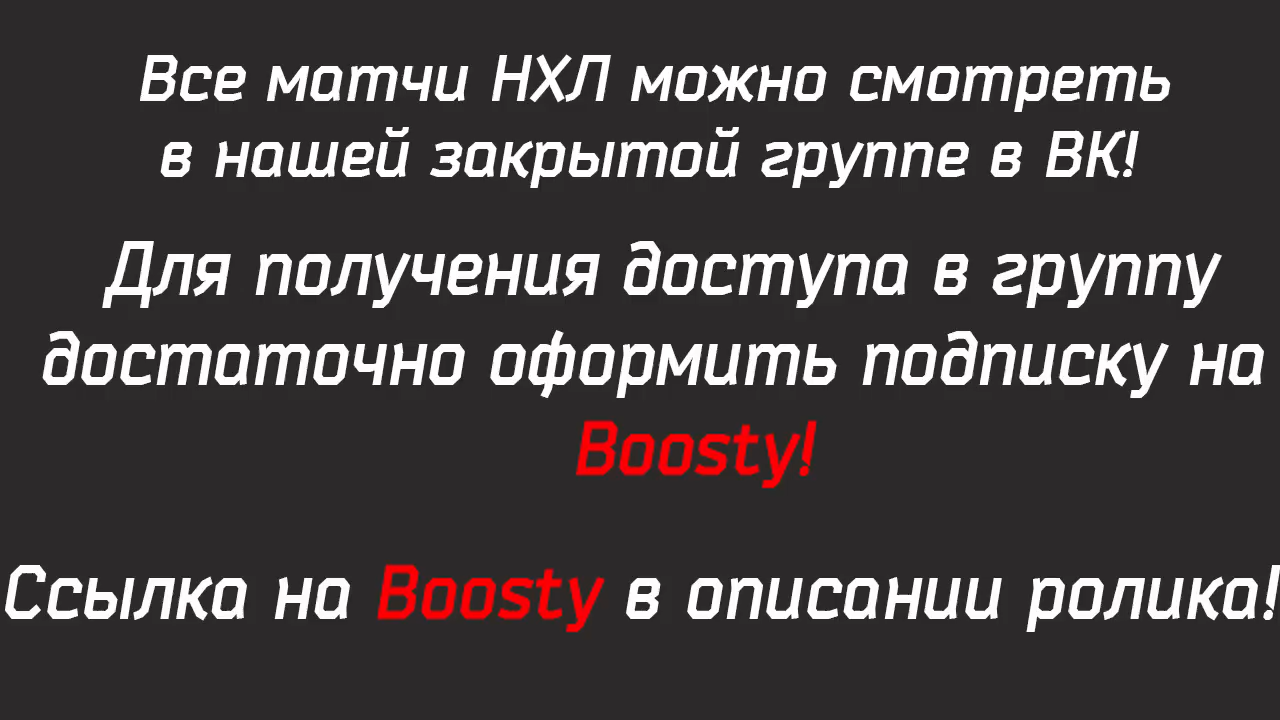 Все матчи НХЛ можно смотреть
в нашей закрытой группе в ВК!
Для получения доступа в группу
достаточно оформить подписку на
Boosty!
Ссылка на Boosty в описании ролика!